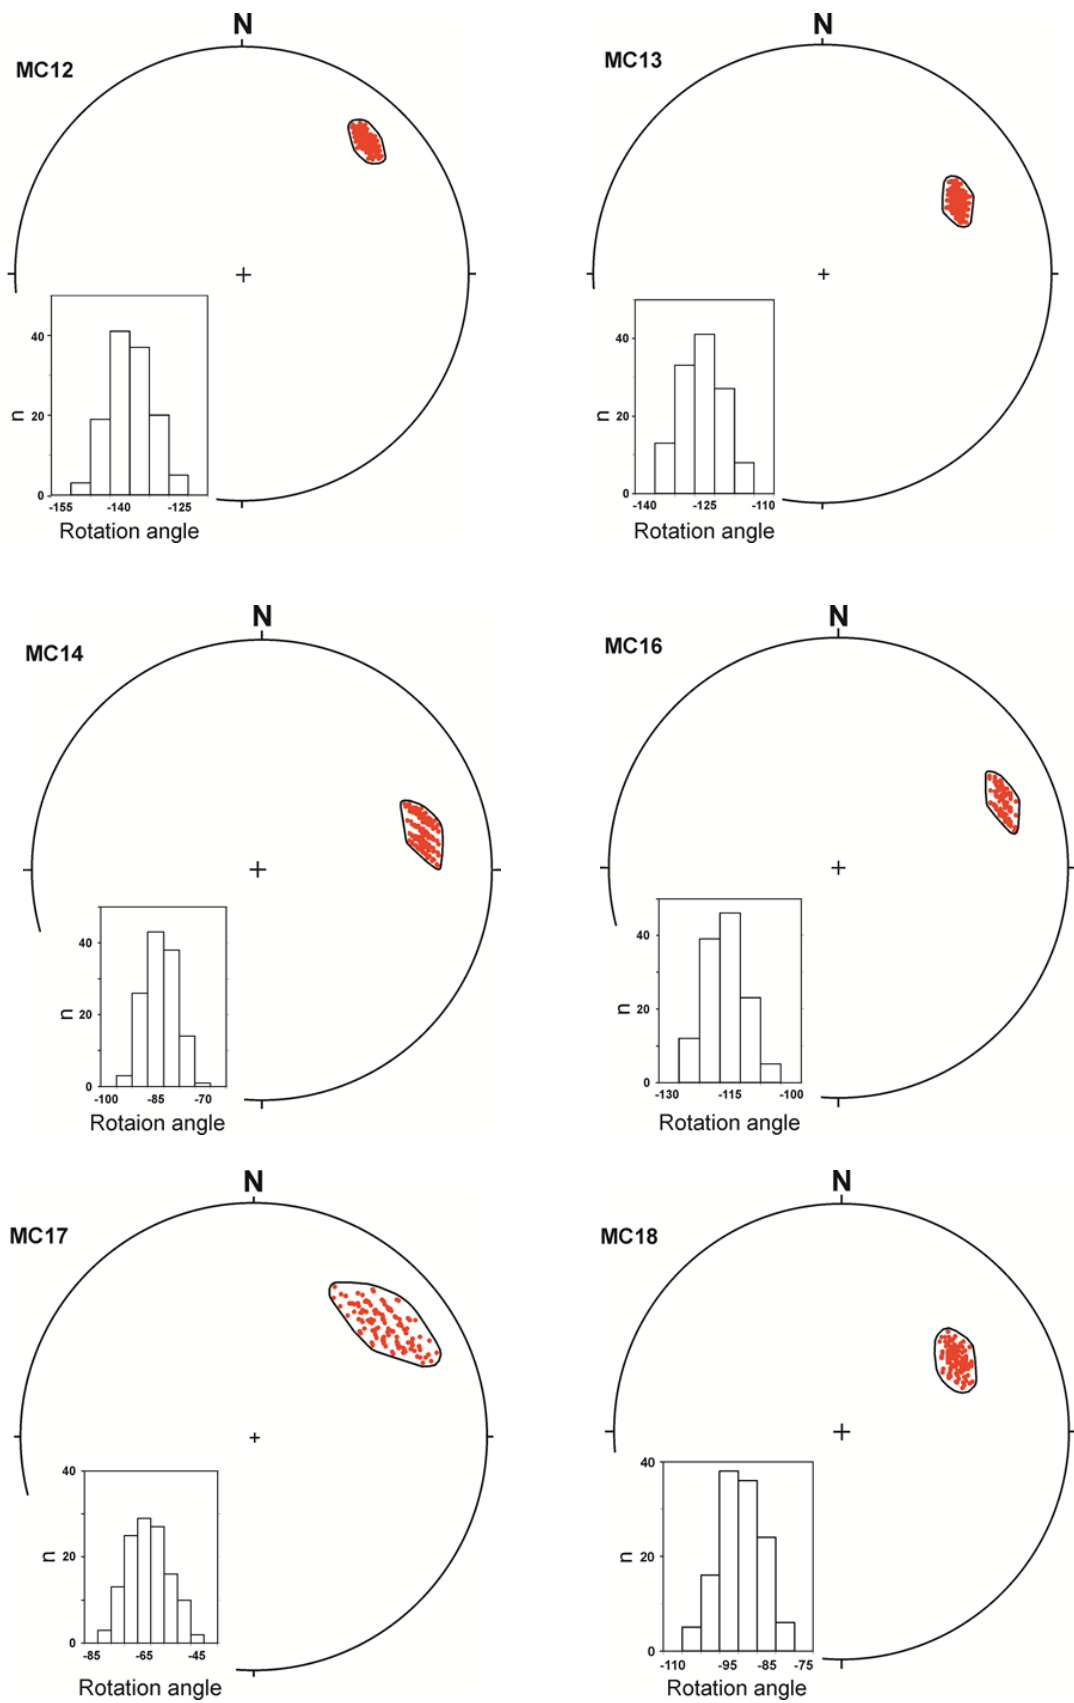 N
MC12
40
20
0
n
-155 -140 -125
Rotation angle
N
MC13
40
20
0
n
-140 -125 -110
Rotation angle
N
MC14
40
20
0
n
-100 -85 -70
Rotaion angle
N
MC16
40
20
0
n
-130 -115 -100
Rotation angle
N
MC17
40
20
0
n
-85 -65 -45
Rotation angle
N
MC18
40
20
0
n
-110 -95 -85 -75
Rotation angle